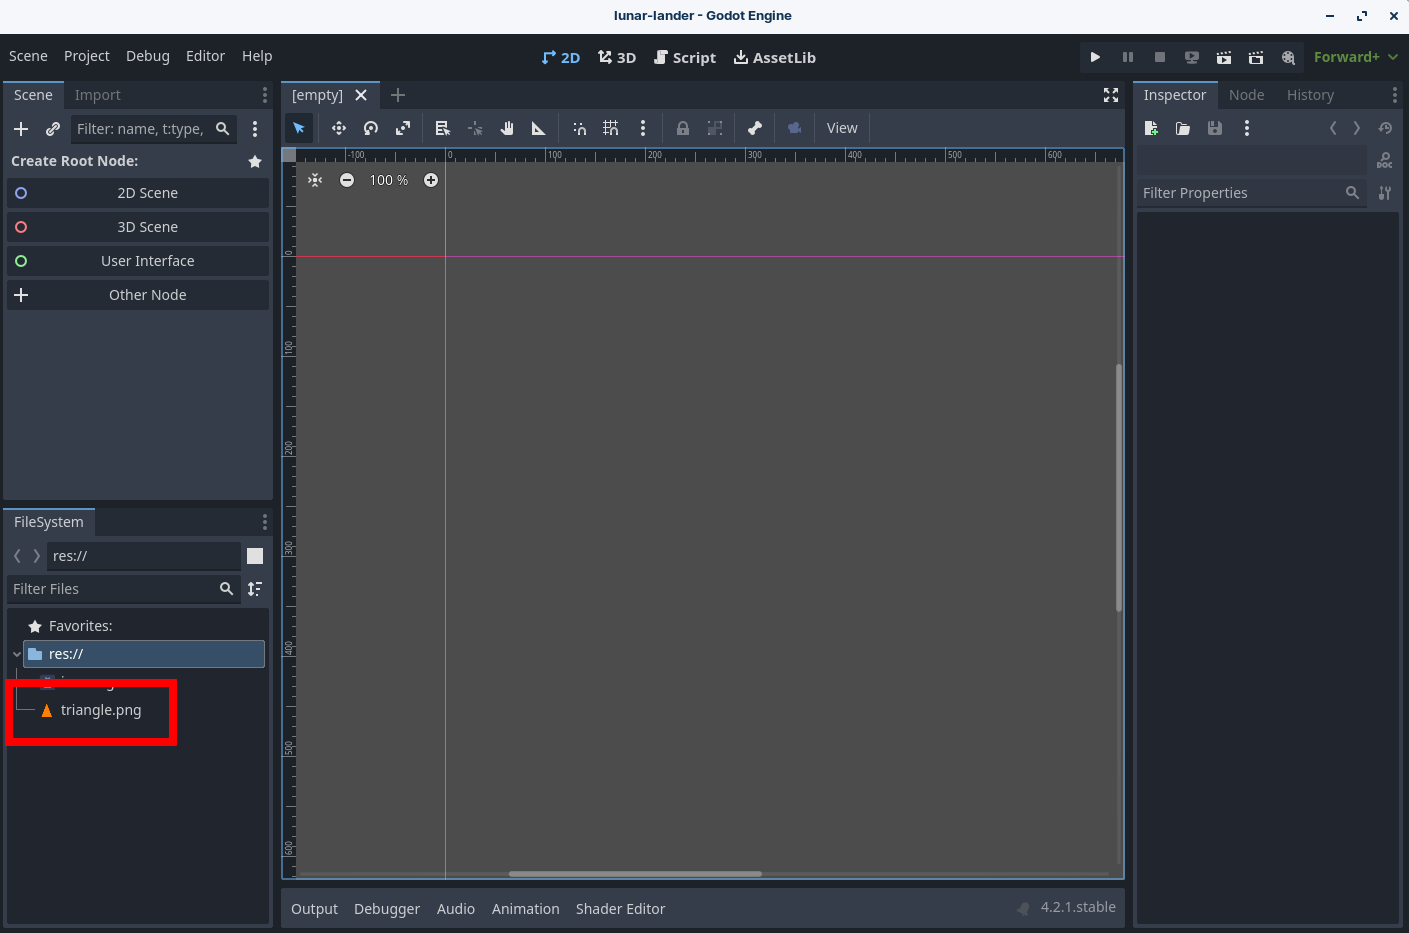 lunar-lander - Godot Engine
Scene Project Debug Editor Help
2D 3D Script AssetLib
Forward+
Scene Import
[empty]
Inspector Node History
Filter: name, t:type,
View
Create Root Node:
-100 0 100 200 300 400 500 600
100 %
2D Scene
Filter Properties
3D Scene
0
User Interface
Other Node
100
200
FileSystem
res://
300
Filter Files
Favorites:
res://
400
triangle.png
500
600
Output Debugger Audio Animation Shader Editor
4.2.1.stable
DOC